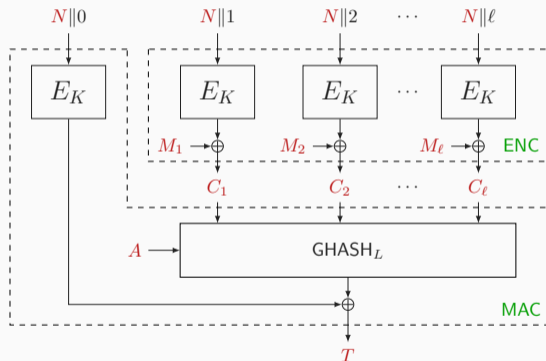 N∥0 N∥1 N∥2 ⋯ N∥ℓ
E_K E_K E_K ⋯ E_K
M_1 ⊕ M_2 ⊕ M_ℓ ⊕ ENC
C_1 C_2 ⋯ C_ℓ
A GHASH_L
⊕ MAC
T